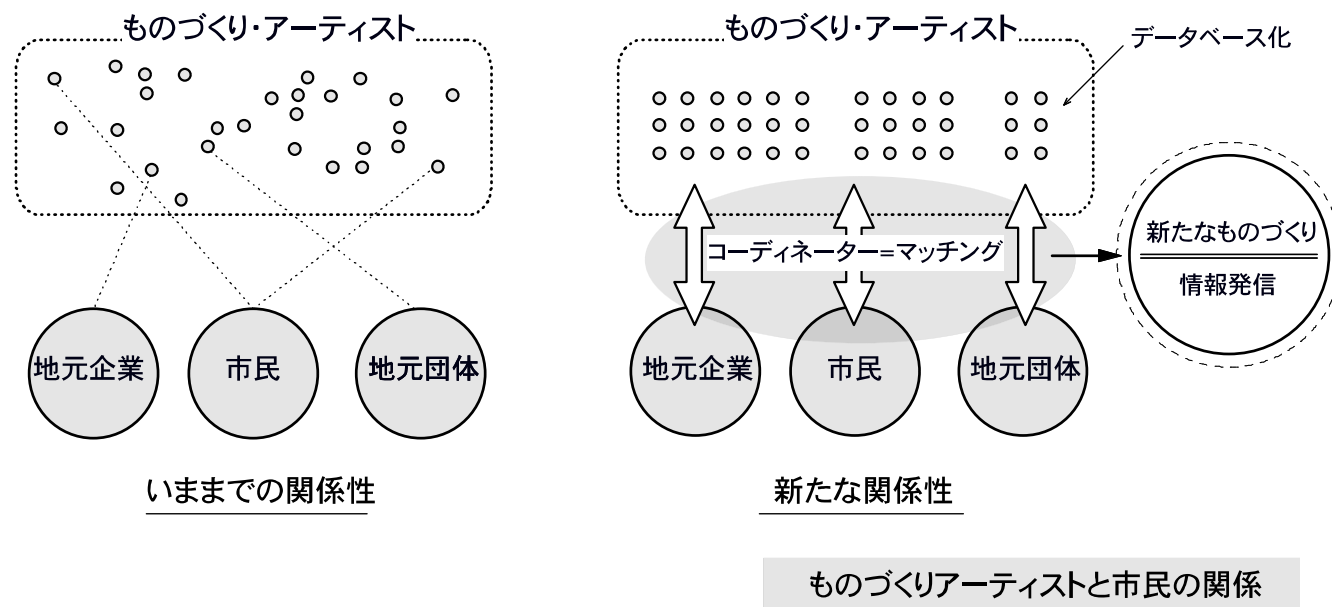 ものづくり・アーティスト
地元企業
市民
地元団体
いままでの関係性
ものづくり・アーティスト
データベース化
コーディネーター=マッチング
新たなものづくり
情報発信
地元企業
市民
地元団体
新たな関係性
ものづくりアーティストと市民の関係